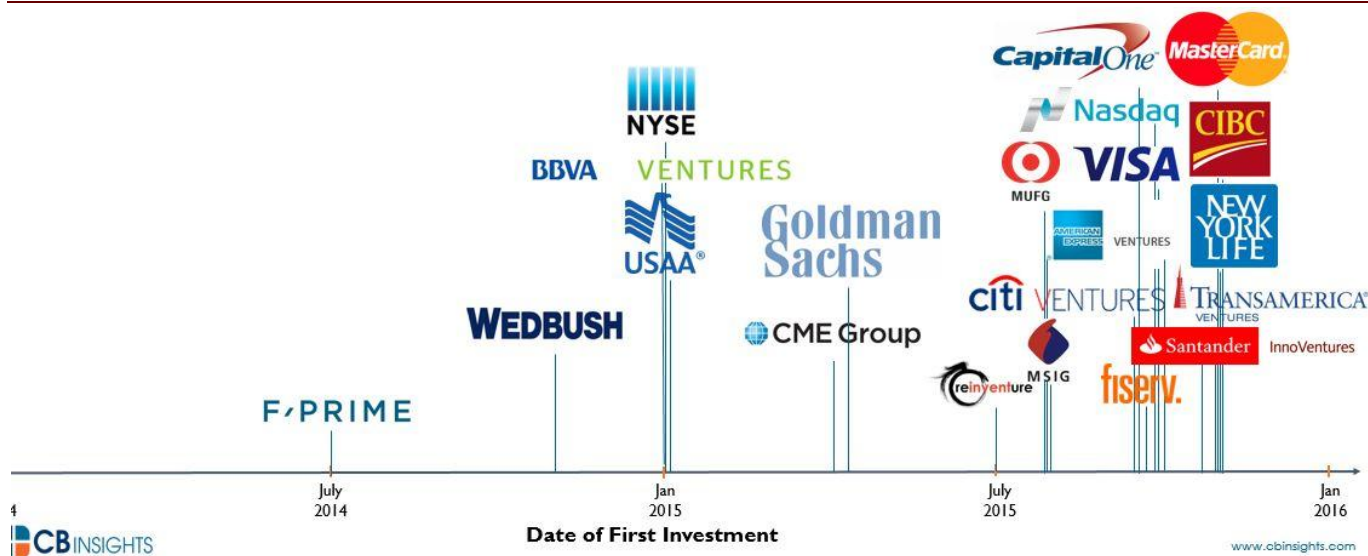 CapitalOne™
MasterCard
NYSE
Nasdaq
CIBC
BBVA VENTURES
MUFG
VISA
USAA®
Goldman
Sachs
AMERICAN
EXPRESS
VENTURES
NEW
YORK
LIFE
citi VENTURES
TRANSAMERICA®
VENTURES
WEDBUSH
CME Group
Santander InnoVentures
MSIG
reinventure
fiserv.
F-PRIME
4
July
2014
Jan
2015
July
2015
Jan
2016
Date of First Investment
CBINSIGHTS
www.cbinsights.com